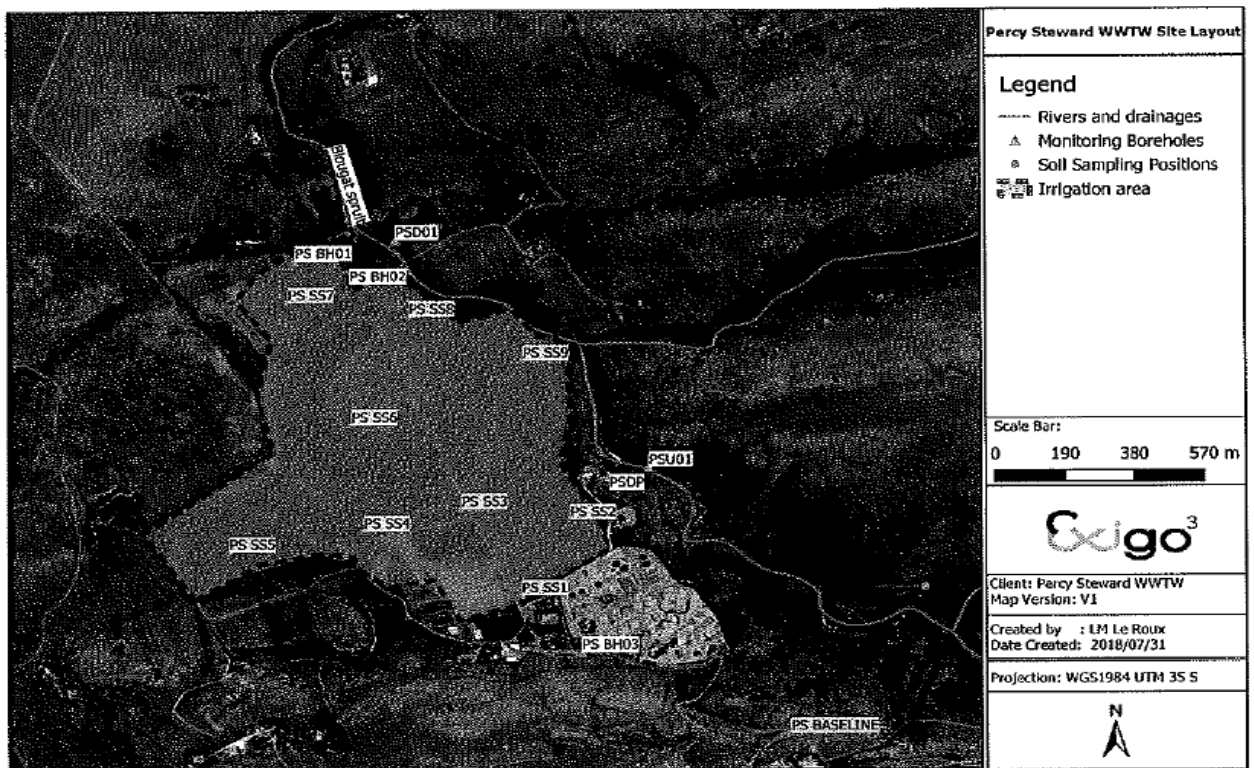 Percy Steward WWTW Site Layout
Legend
Rivers and drainages
Monitoring Boreholes
Soil Sampling Positions
Irrigation area
Blougat spruit
PSD01
PS BH01
PS BH02
PS SS7
PS SS8
PS SS9
PS SS6
PSU01
PSDP
PS SS3
PS SS2
PS SS4
PS SS5
PS SS1
PS BH03
PS BASELINE
Scale Bar:
0 190 380 570 m
Exigo3
Client: Percy Steward WWTW
Map Version: V1
Created by : LM Le Roux
Date Created: 2018/07/31
Projection: WGS1984 UTM 35 S
N